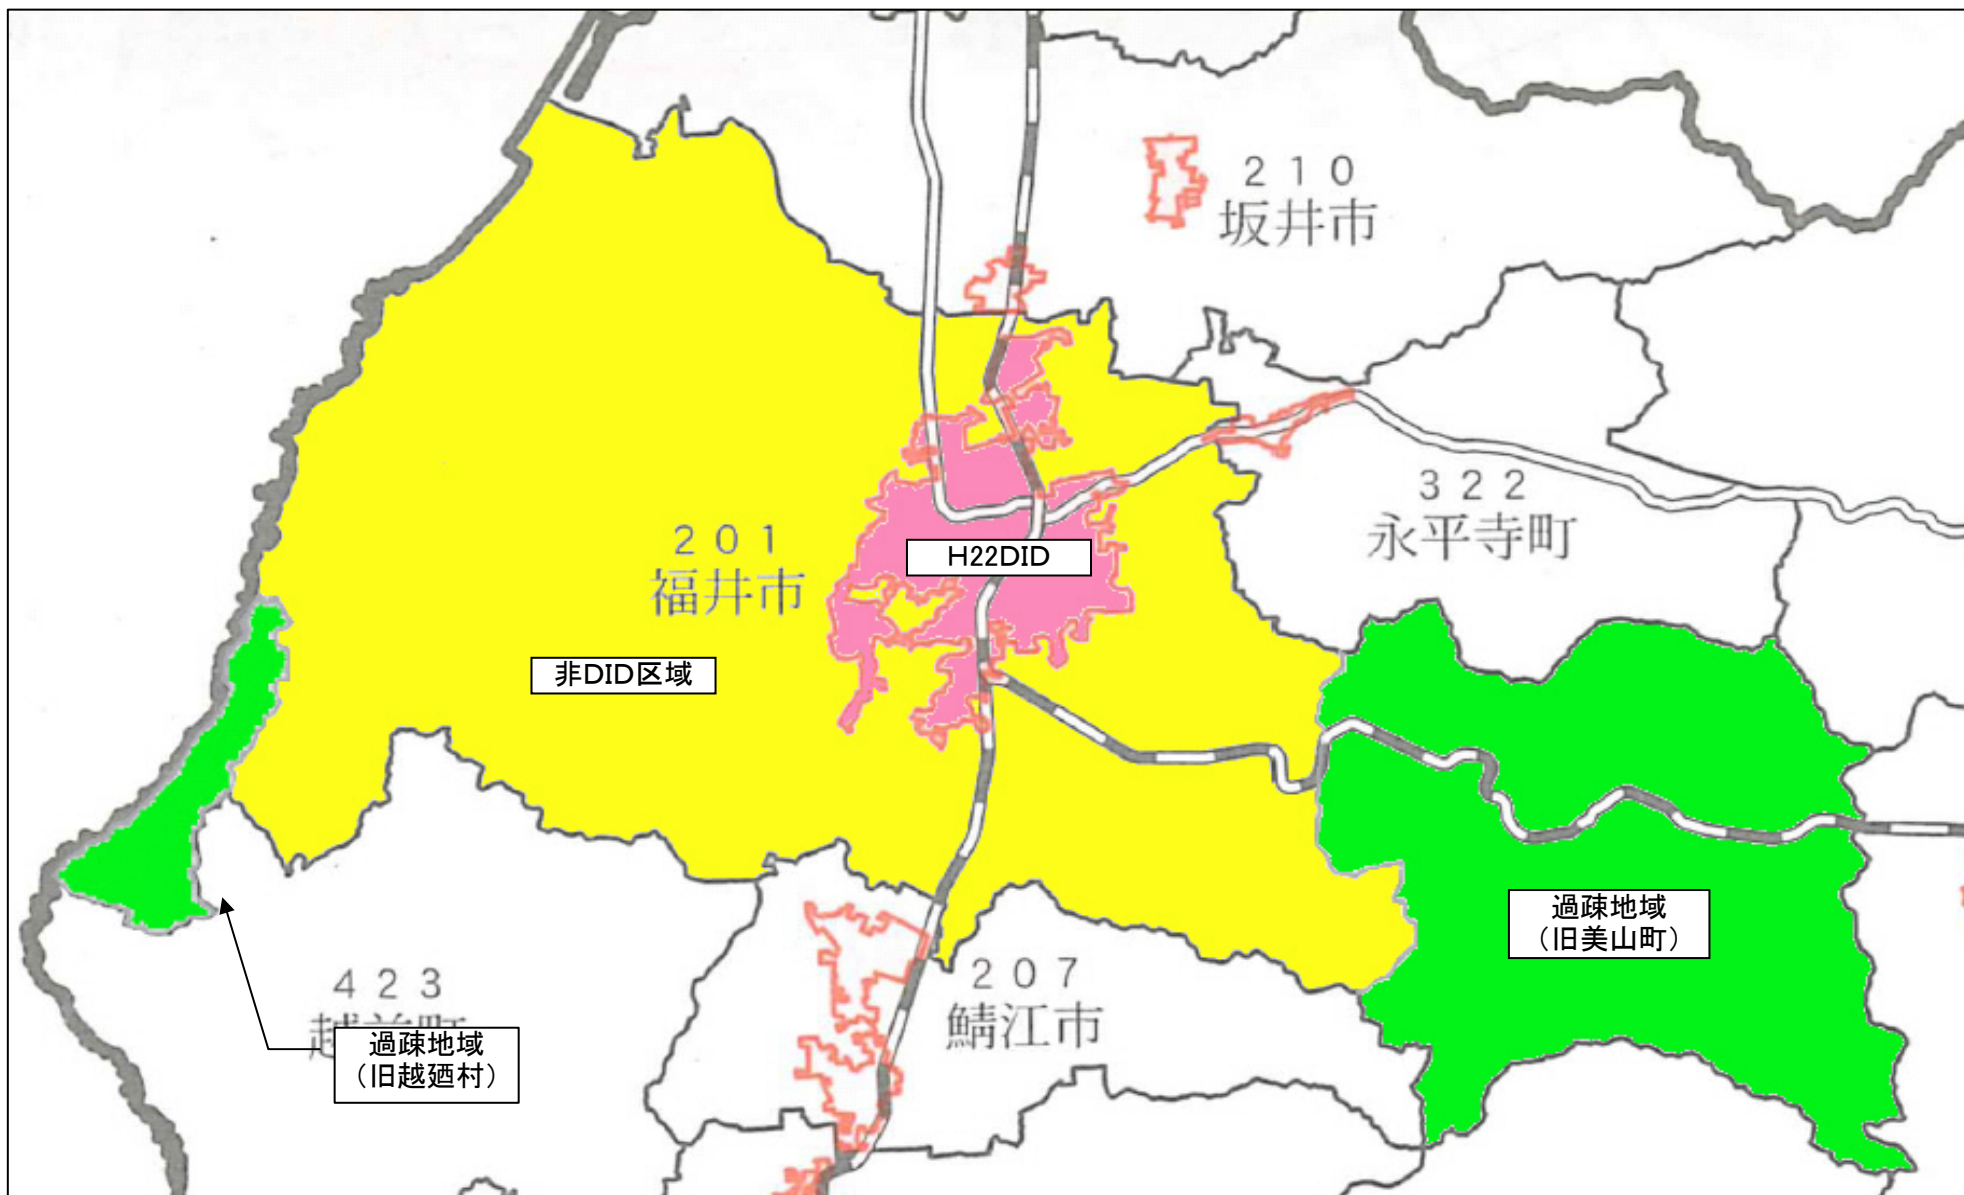 ２１０
坂井市
３２２
永平寺町
２０１
福井市
H22DID
非DID区域
過疎地域
（旧美山町）
４２３
２０７
鯖江市
過疎地域
（旧越廼村）